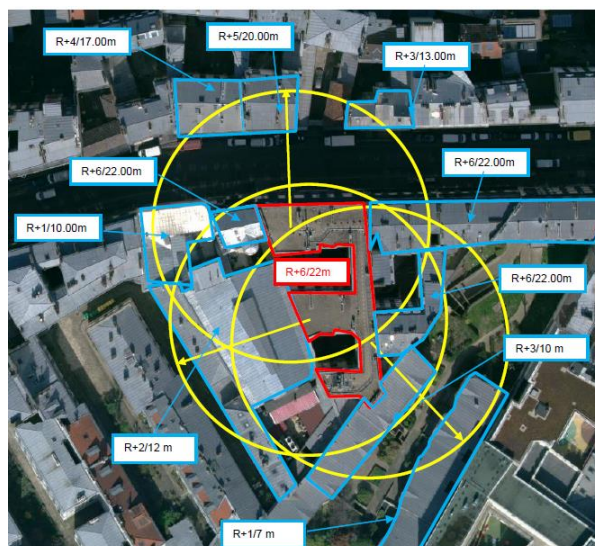 R+4/17.00m
R+5/20.00m
R+3/13.00m
R+6/22.00m
R+6/22.00m
R+1/10.00m
R+6/22m
R+6/22.00m
R+3/10 m
R+2/12 m
R+1/7 m